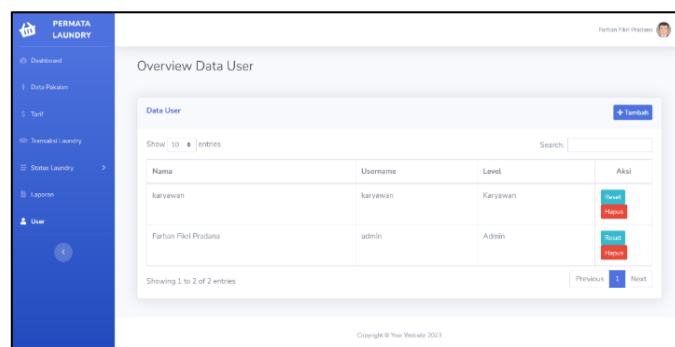 PERMATA
LAUNDRY
Farhan Fikri Pradana
Dashboard
Overview Data User
Data Pakaian
Tarif
Data User
+ Tambah
Transaksi Laundry
Show 10 entries
Search:
Status Laundry
Nama Username Level Aksi
Laporan
karyawan karyawan Karyawan Reset
Hapus
User
Farhan Fikri Pradana admin Admin Reset
Hapus
Showing 1 to 2 of 2 entries
Previous 1 Next
Copyright © Your Website 2023